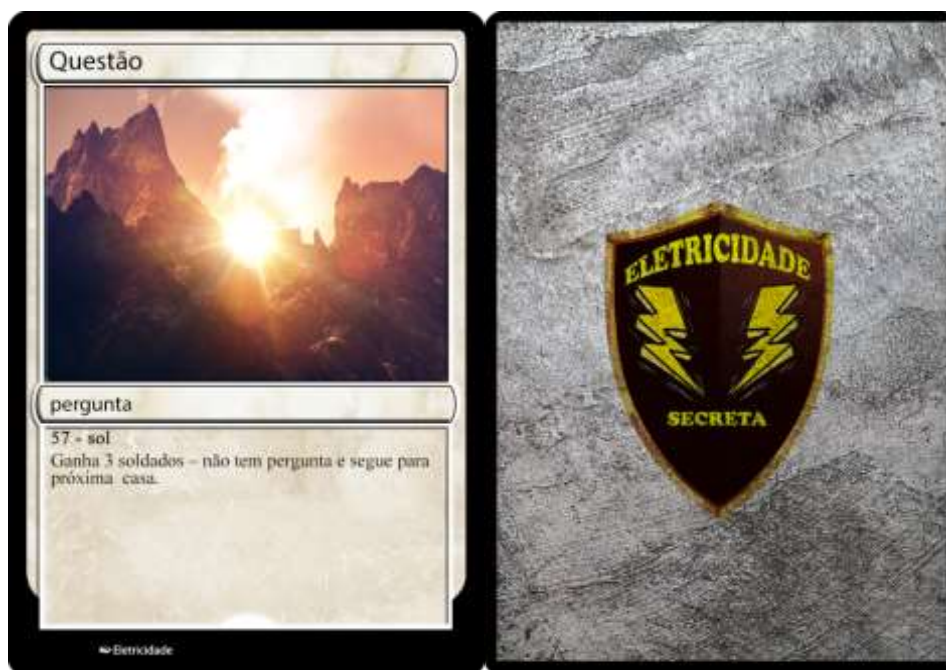 Questão
pergunta
57 - sol
Ganha 3 soldados – não tem pergunta e segue para
próxima casa.
Eletricidade
ELETRICIDADE
SECRETA